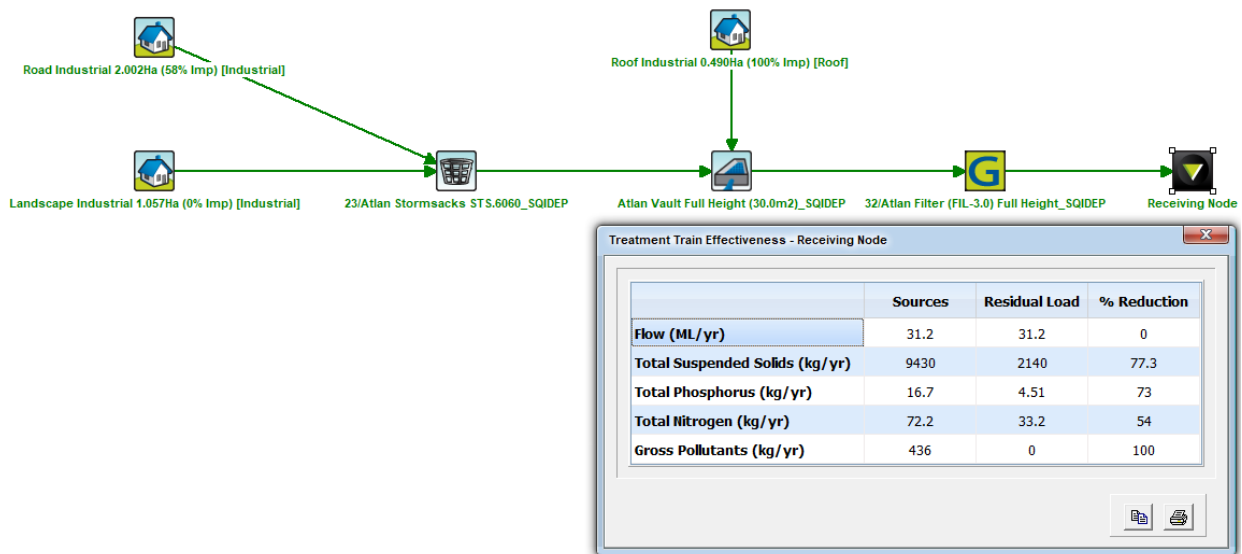 Road Industrial 2.002Ha (58% Imp) [Industrial]
Roof Industrial 0.490Ha (100% Imp) [Roof]
Landscape Industrial 1.057Ha (0% Imp) [Industrial]
23/Atlan Stormsacks STS.6060_SQIDEP
Atlan Vault Full Height (30.0m2)_SQIDEP
G
32/Atlan Filter (FIL-3.0) Full Height_SQIDEP
Receiving Node
Treatment Train Effectiveness - Receiving Node
Sources Residual Load % Reduction
Flow (ML/yr) 31.2 31.2 0
Total Suspended Solids (kg/yr) 9430 2140 77.3
Total Phosphorus (kg/yr) 16.7 4.51 73
Total Nitrogen (kg/yr) 72.2 33.2 54
Gross Pollutants (kg/yr) 436 0 100